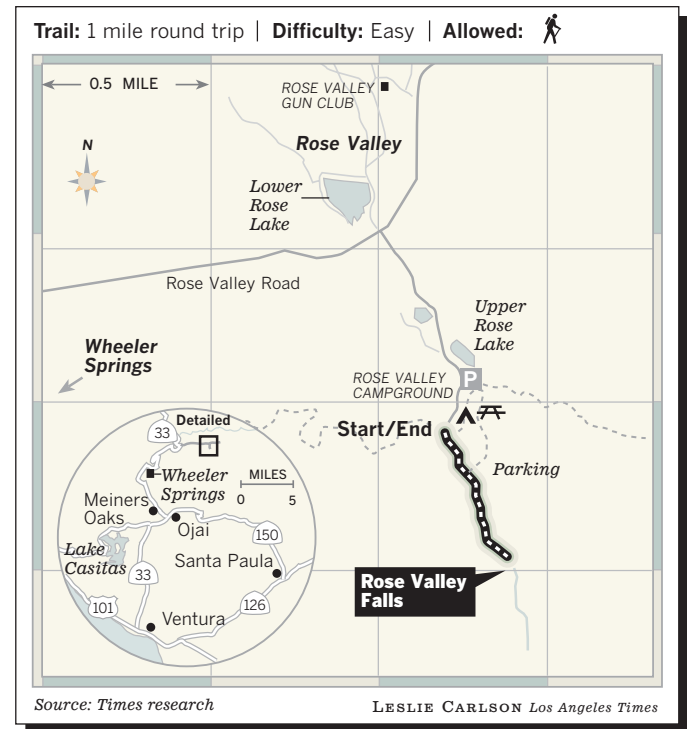 Trail: 1 mile round trip | Difficulty: Easy | Allowed:
0.5 MILE
ROSE VALLEY
GUN CLUB
N
Rose Valley
Lower
Rose
Lake
Rose Valley Road
Upper
Rose
Lake
Wheeler
Springs
P
ROSE VALLEY
CAMPGROUND
Start/End
Parking
Rose Valley
Falls
Detailed
33
Wheeler
Springs
MILES
0 5
Meiners
Oaks
Ojai
150
Lake
Casitas
Santa Paula
33
101
126
Ventura
Source: Times research
LESLIE CARLSON Los Angeles Times